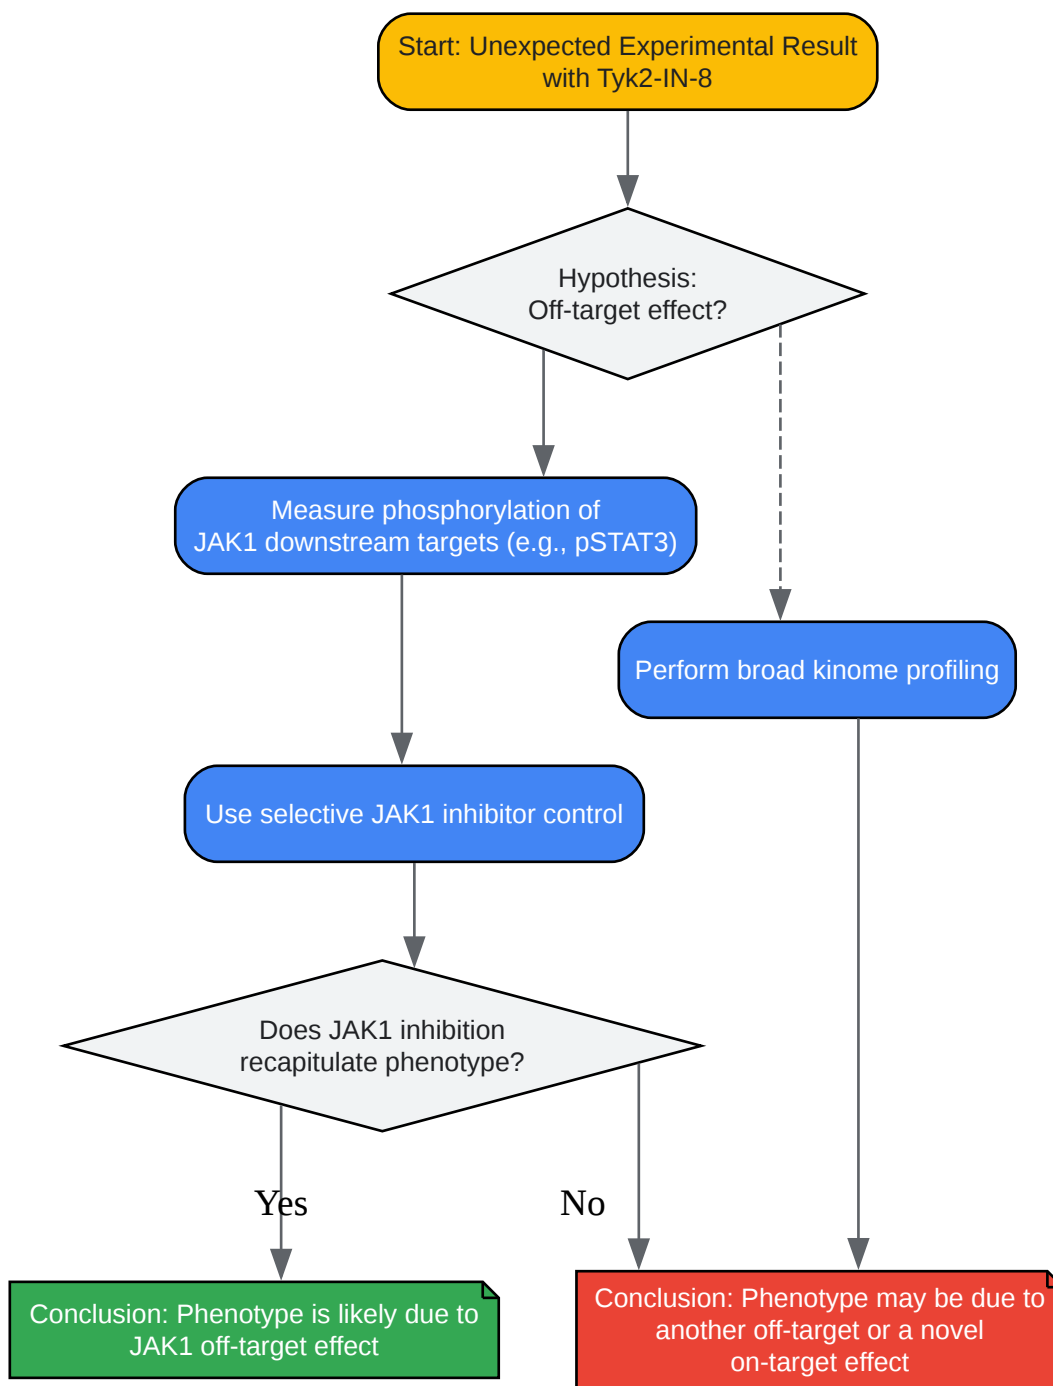 Start: Unexpected Experimental Result
with Tyk2-IN-8
Hypothesis:
Off-target effect?
Measure phosphorylation of
JAK1 downstream targets (e.g., pSTAT3)
Perform broad kinome profiling
Use selective JAK1 inhibitor control
Does JAK1 inhibition
recapitulate phenotype?
Yes
No
Conclusion: Phenotype is likely due to
JAK1 off-target effect
Conclusion: Phenotype may be due to
another off-target or a novel
on-target effect